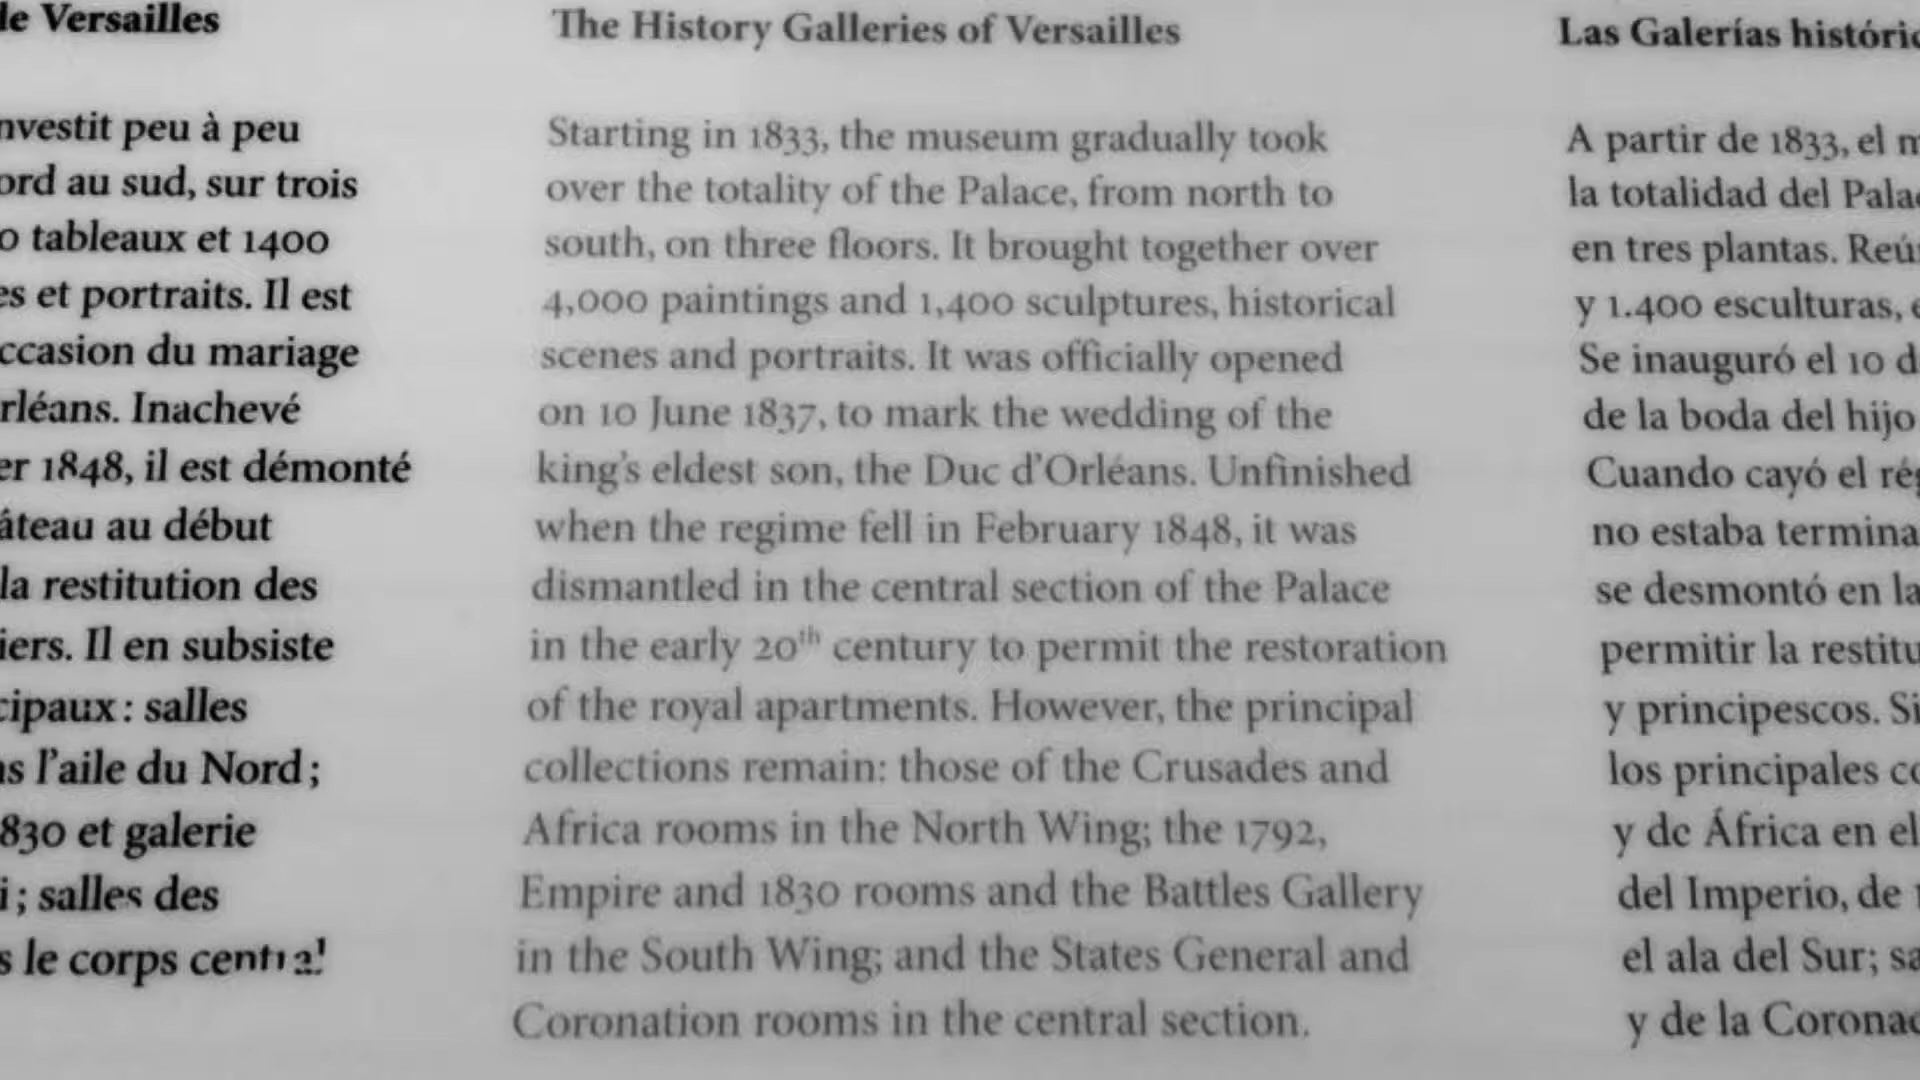 de Versailles
nvestit peu à peu
ord au sud, sur trois
0 tableaux et 1400
es et portraits. Il est
ccasion du mariage
rléans. Inachevé
er 1848, il est démonté
âteau au début
la restitution des
iers. Il en subsiste
cipaux : salles
ns l'aile du Nord ;
830 et galerie
i ; salles des
s le corps central
The History Galleries of Versailles
Starting in 1833, the museum gradually took
over the totality of the Palace, from north to
south, on three floors. It brought together over
4,000 paintings and 1,400 sculptures, historical
scenes and portraits. It was officially opened
on 10 June 1837, to mark the wedding of the
king's eldest son, the Duc d'Orléans. Unfinished
when the regime fell in February 1848, it was
dismantled in the central section of the Palace
in the early 20th century to permit the restoration
of the royal apartments. However, the principal
collections remain: those of the Crusades and
Africa rooms in the North Wing; the 1792,
Empire and 1830 rooms and the Battles Gallery
in the South Wing; and the States General and
Coronation rooms in the central section.
Las Galerías históric
A partir de 1833, el m
la totalidad del Palac
en tres plantas. Reú
y 1.400 esculturas, e
Se inauguró el 10 d
de la boda del hijo
Cuando cayó el rég
no estaba termina
se desmontó en la
permitir la restitu
y principescos. Si
los principales co
y de África en el
del Imperio, de 1
el ala del Sur; sa
y de la Coronac